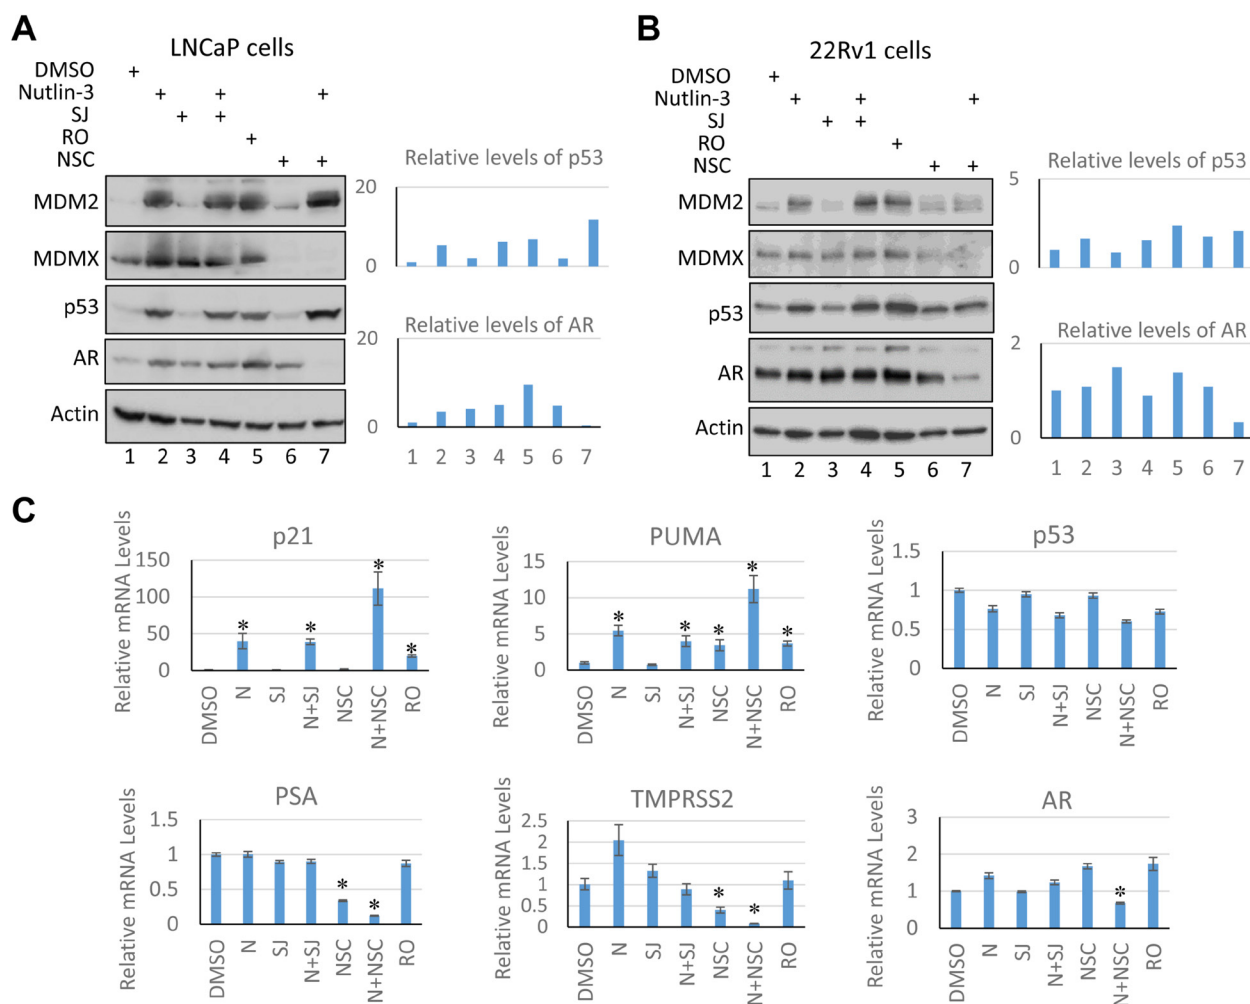 A
LNCaP cells
DMSO +
Nutlin-3 + + +
SJ + +
RO +
NSC + +
MDM2
MDMX
p53
AR
Actin
1 2 3 4 5 6 7
Relative levels of p53
20
0
Relative levels of AR
20
0
1 2 3 4 5 6 7
B
22Rv1 cells
DMSO +
Nutlin-3 + + +
SJ + +
RO +
NSC + +
MDM2
MDMX
p53
AR
Actin
1 2 3 4 5 6 7
Relative levels of p53
5
0
Relative levels of AR
2
0
1 2 3 4 5 6 7
C
p21
Relative mRNA Levels
150
100
50
0
* * * *
DMSO N SJ N+SJ NSC N+NSC RO
PUMA
Relative mRNA Levels
15
10
5
0
* * * * *
DMSO N SJ N+SJ NSC N+NSC RO
p53
Relative mRNA Levels
1.5
1
0.5
0
DMSO N SJ N+SJ NSC N+NSC RO
PSA
Relative mRNA Levels
1.5
1
0.5
0
* *
DMSO N SJ N+SJ NSC N+NSC RO
TMPRSS2
Relative mRNA Levels
2.5
2
1.5
1
0.5
0
* *
DMSO N SJ N+SJ NSC N+NSC RO
AR
Relative mRNA Levels
3
2
1
0
*
DMSO N SJ N+SJ NSC N+NSC RO